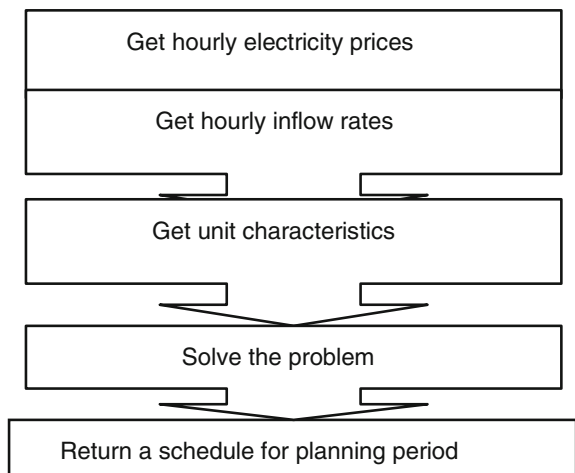 Get hourly electricity prices
Get hourly inflow rates
Get unit characteristics
Solve the problem
Return a schedule for planning period